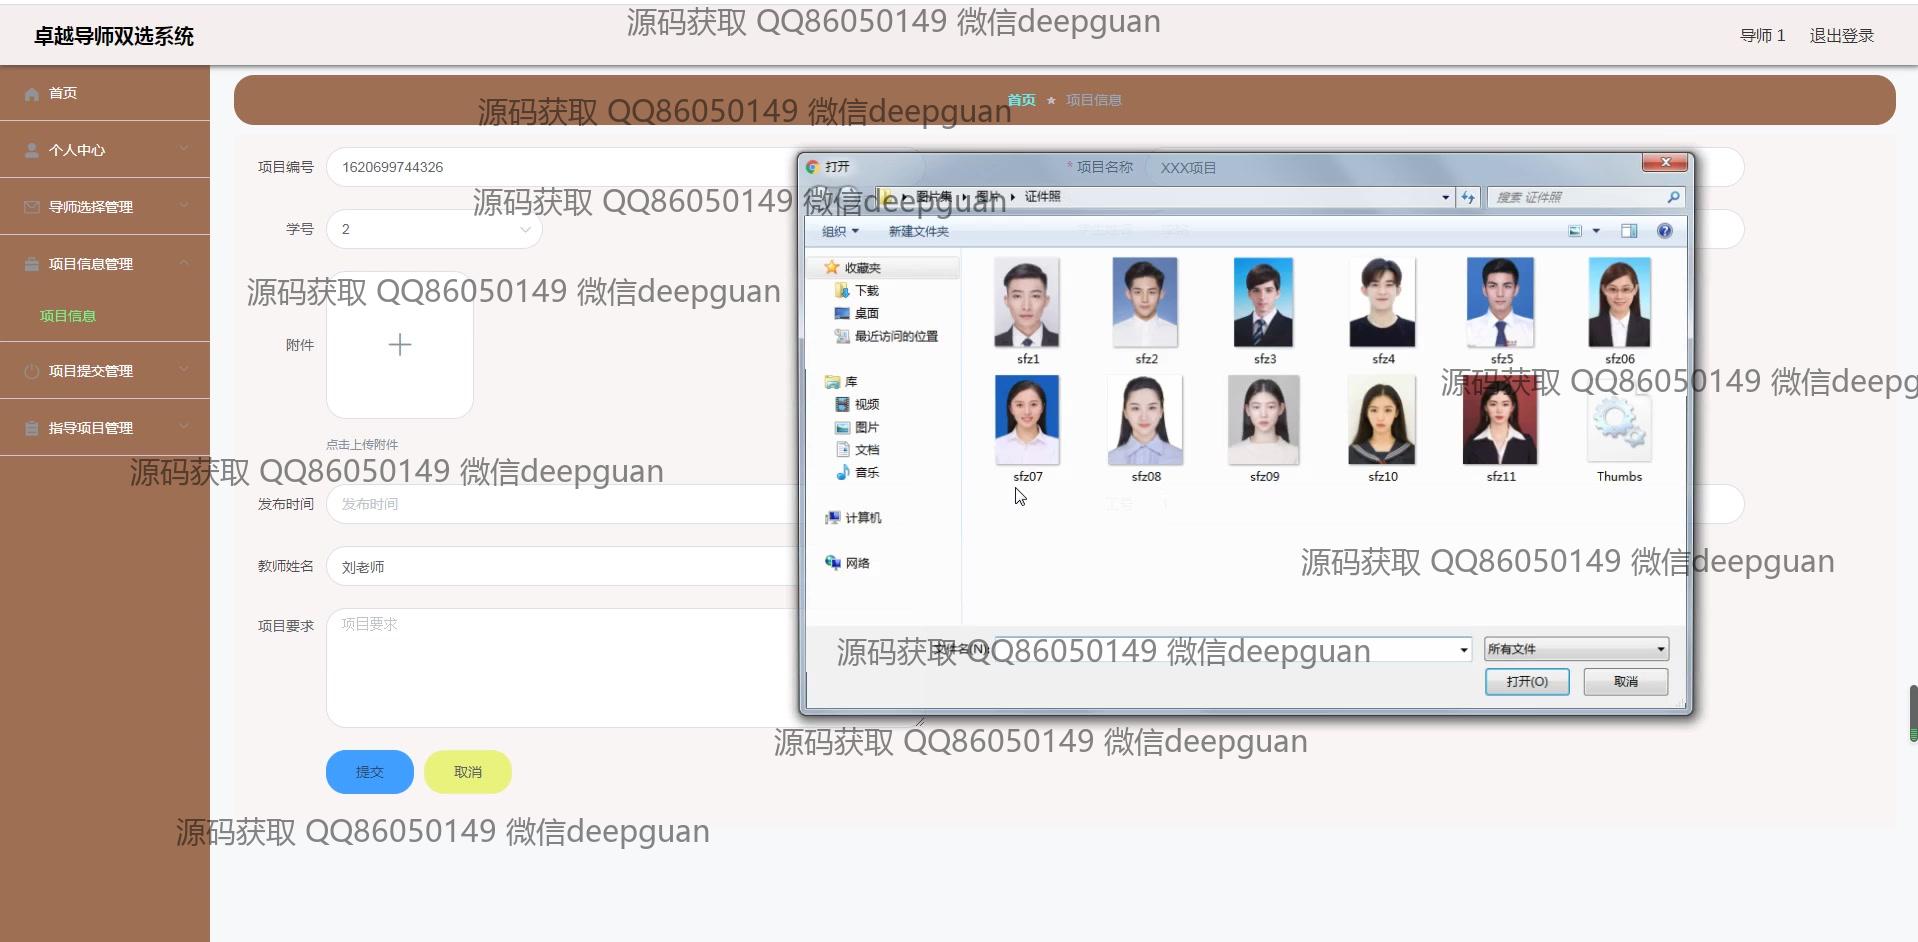 源码获取 QQ86050149 微信deepguan
卓越导师双选系统
导师 1
退出登录
首页
个人中心
导师选择管理
项目信息管理
项目信息
项目提交管理
指导项目管理
首页 ★ 项目信息
源码获取 QQ86050149 微信deepguan
项目编号
1620699744326
源码获取 QQ86050149 微信deepguan
学号
2
源码获取 QQ86050149 微信deepguan
附件
点击上传附件
源码获取 QQ86050149 微信deepguan
发布时间
发布时间
教师姓名
刘老师
项目要求
项目要求
提交
取消
打开
* 项目名称
XXX项目
图片集
图片
证件照
搜索 证件照
组织
新建文件夹
收藏夹
下载
桌面
最近访问的位置
库
视频
图片
文档
音乐
计算机
网络
sfz1
sfz2
sfz3
sfz4
sfz5
sfz06
sfz07
sfz08
sfz09
sfz10
sfz11
Thumbs
工号
1
源码获取 QQ86050149 微信deepg
源码获取 QQ86050149 微信deepguan
文件名(N):
源码获取 QQ86050149 微信deepguan
所有文件
打开(O)
取消
源码获取 QQ86050149 微信deepguan
源码获取 QQ86050149 微信deepguan